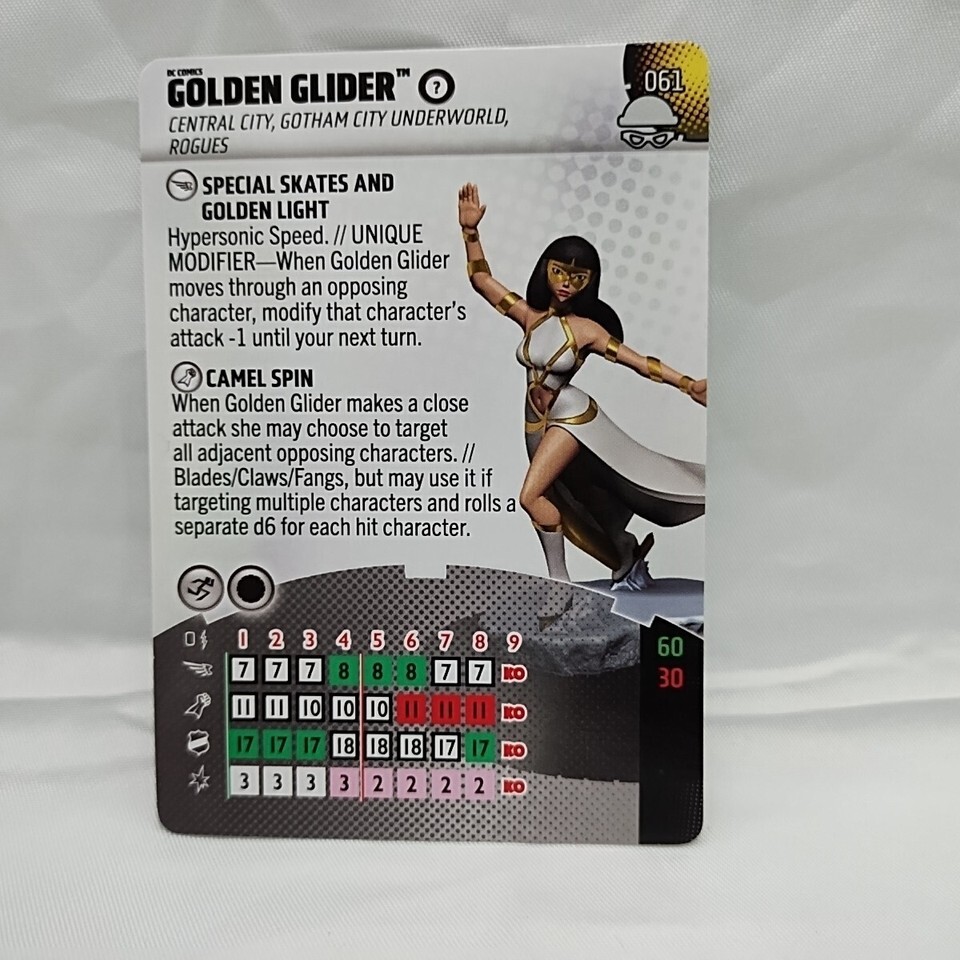 DC COMICS
GOLDEN GLIDER™ ?
061
CENTRAL CITY, GOTHAM CITY UNDERWORLD,
ROGUES
SPECIAL SKATES AND
GOLDEN LIGHT
Hypersonic Speed. // UNIQUE
MODIFIER—When Golden Glider
moves through an opposing
character, modify that character's
attack -1 until your next turn.
CAMEL SPIN
When Golden Glider makes a close
attack she may choose to target
all adjacent opposing characters. //
Blades/Claws/Fangs, but may use it if
targeting multiple characters and rolls a
separate d6 for each hit character.
0 1 2 3 4 5 6 7 8 9
7 7 7 8 8 8 7 7 KO
11 11 10 10 10 11 11 11 KO
17 17 17 18 18 18 17 17 KO
3 3 3 3 2 2 2 2 KO
60
30